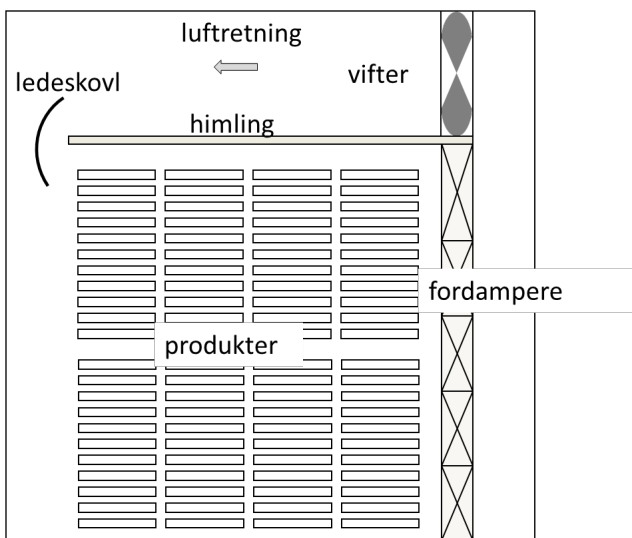 luftretning
ledeskovl
vifter
himling
fordampere
produkter